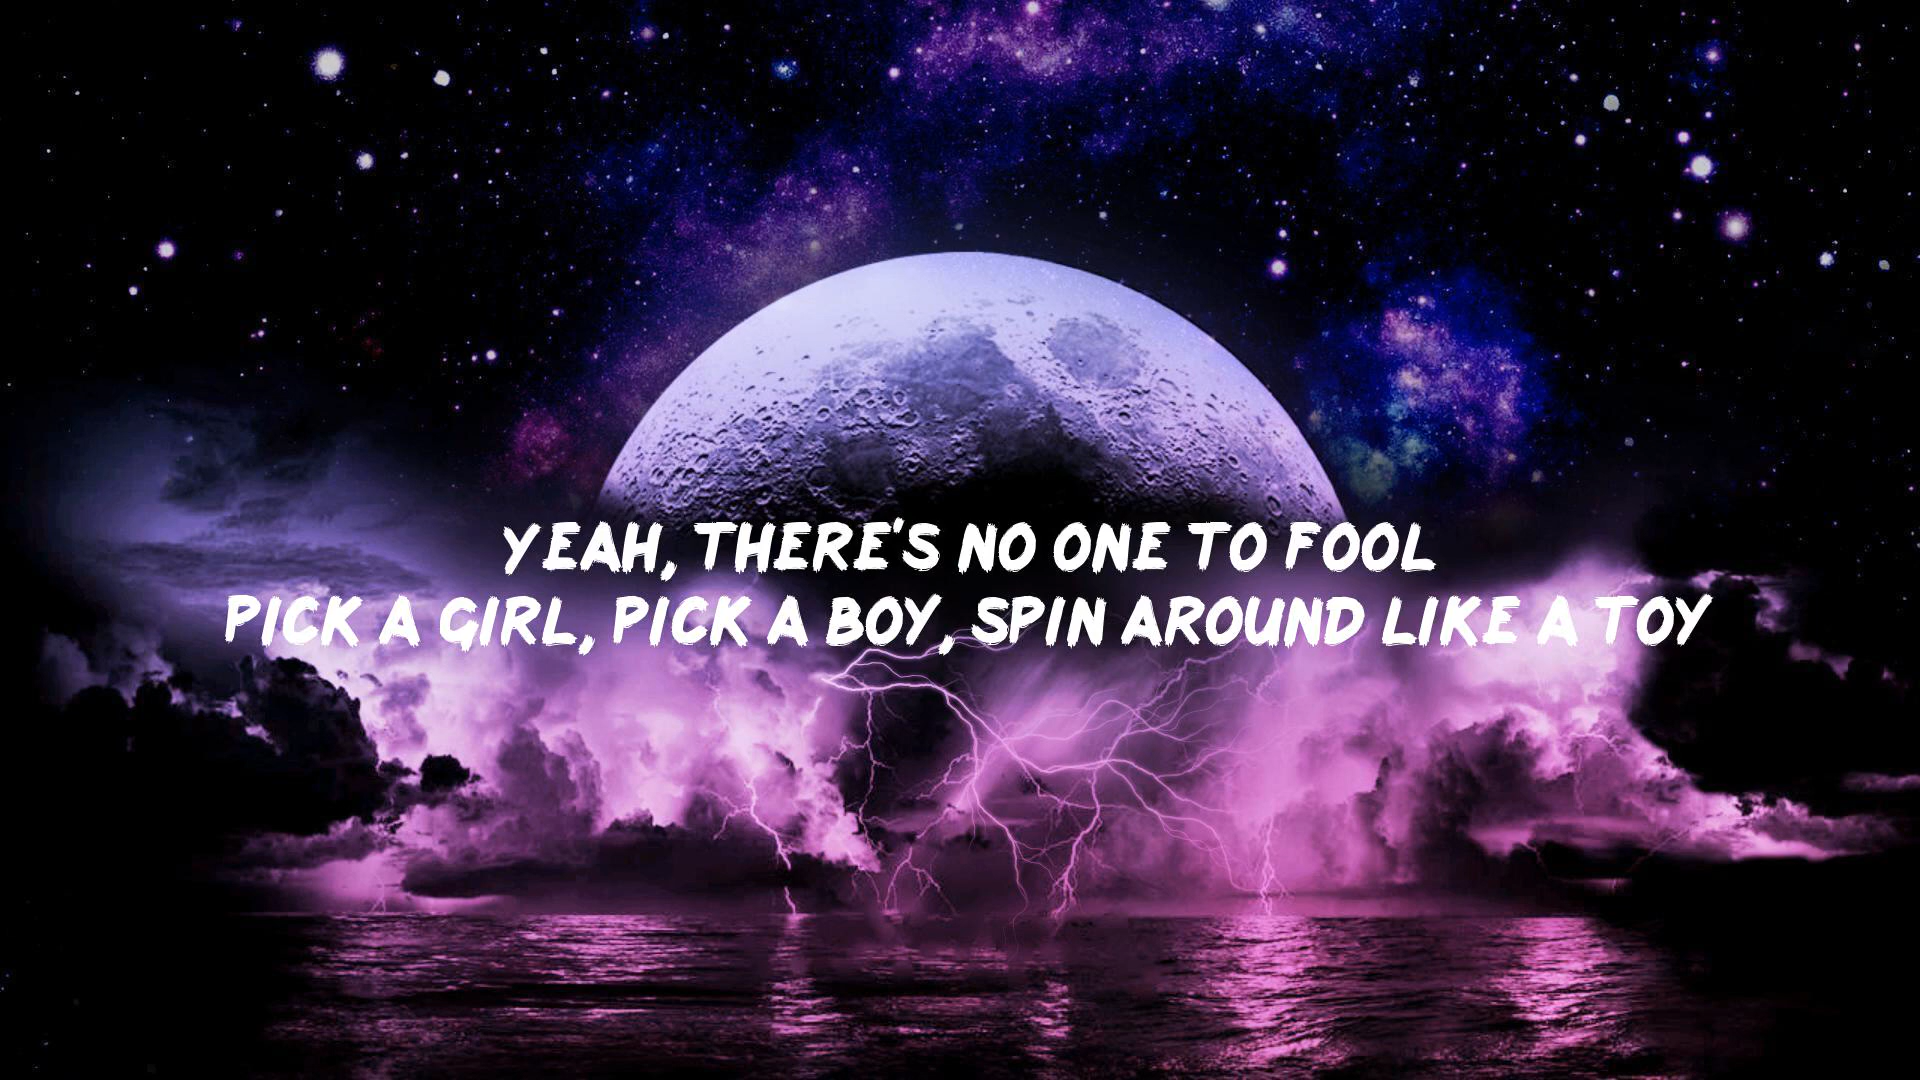 YEAH, THERE'S NO ONE TO FOOL
PICK A GIRL, PICK A BOY, SPIN AROUND LIKE A TOY